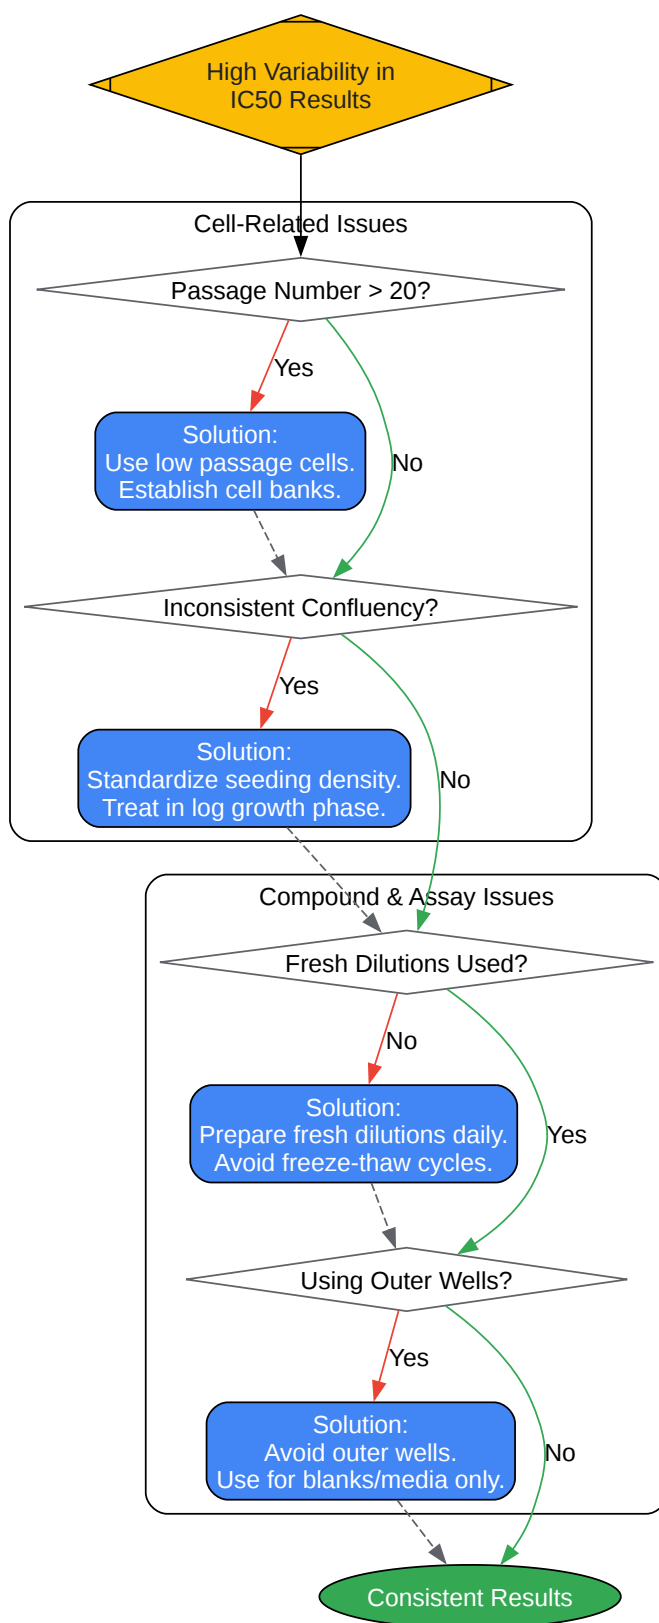 High Variability in
IC50 Results
Cell-Related Issues
Passage Number > 20?
Yes
Solution:
Use low passage cells.
Establish cell banks.
No
Inconsistent Confluency?
Yes
Solution:
Standardize seeding density.
Treat in log growth phase.
No
Compound & Assay Issues
Fresh Dilutions Used?
No
Solution:
Prepare fresh dilutions daily.
Avoid freeze-thaw cycles.
Yes
Using Outer Wells?
Yes
Solution:
Avoid outer wells.
Use for blanks/media only.
No
Consistent Results